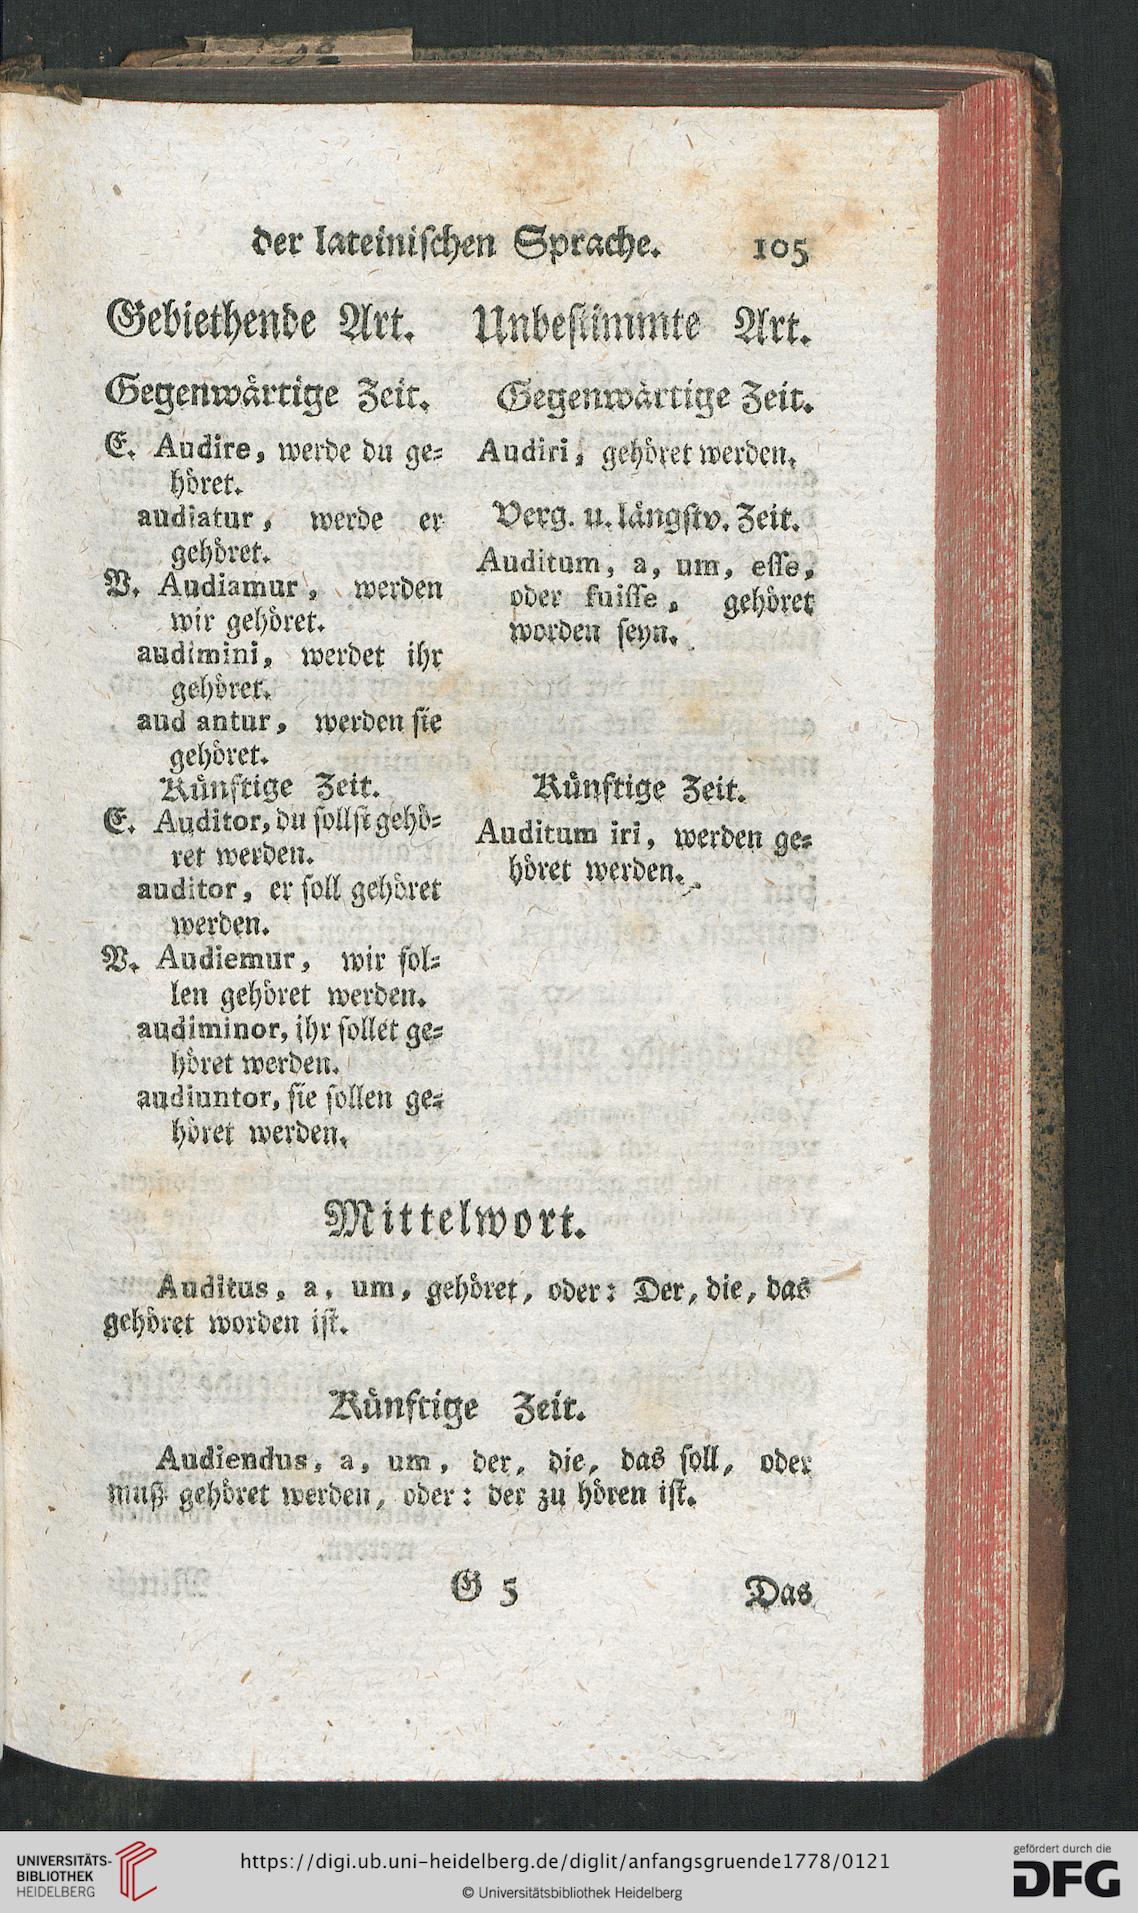 der lateinischen Sprache. 105
Gebiethende Art.
Gegenwärtige Zeit.
E. Audire, werde du ge=
höret.
audiatur, werde er
gehöret.
V. Audiamur, werden
wir gehöret.
audimini, werdet ihr
gehöret.
aud antur, werden sie
gehöret.
Künftige Zeit.
E. Auditor, du sollst gehö=
ret werden.
auditor, er soll gehöret
werden.
V. Audiemur, wir sol=
len gehöret werden.
audiminor, ihr sollet ge=
höret werden.
audiuntor, sie sollen ge=
höret werden.
Unbestimmte Art.
Gegenwärtige Zeit.
Audiri, gehöret werden.
Verg. u. längstv. Zeit.
Auditum, a, um, esse,
oder fuisse, gehöret
worden seyn.
Künftige Zeit.
Auditum iri, werden ge=
höret werden.
Mittelwort.
Auditus, a, um, gehöret, oder: Der, die, das
gehöret worden ist.
Künftige Zeit.
Audiendus, a, um, der, die, das soll, oder
muß gehöret werden, oder: der zu hören ist.
G 5 Das
UNIVERSITÄTS-
BIBLIOTHEK
HEIDELBERG
https://digi.ub.uni-heidelberg.de/diglit/anfangsgruende1778/0121
© Universitätsbibliothek Heidelberg
gefördert durch die
DFG